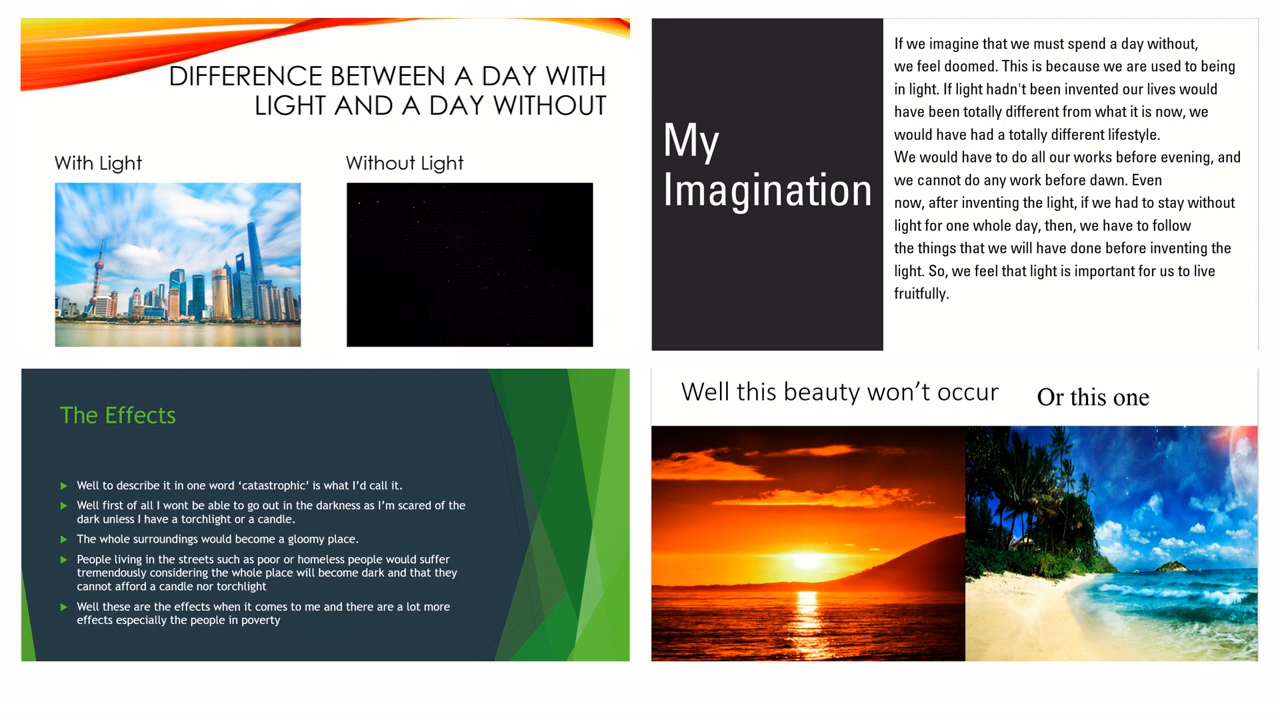 DIFFERENCE BETWEEN A DAY WITH
LIGHT AND A DAY WITHOUT
With Light
Without Light
My
Imagination
If we imagine that we must spend a day without,
we feel doomed. This is because we are used to being
in light. If light hadn't been invented our lives would
have been totally different from what it is now, we
would have had a totally different lifestyle.
We would have to do all our works before evening, and
we cannot do any work before dawn. Even
now, after inventing the light, if we had to stay without
light for one whole day, then, we have to follow
the things that we will have done before inventing the
light. So, we feel that light is important for us to live
fruitfully.
The Effects
Well to describe it in one word ‘catastrophic’ is what I’d call it.
Well first of all I wont be able to go out in the darkness as I’m scared of the
dark unless I have a torchlight or a candle.
The whole surroundings would become a gloomy place.
People living in the streets such as poor or homeless people would suffer
tremendously considering the whole place will become dark and that they
cannot afford a candle nor torchlight
Well these are the effects when it comes to me and there are a lot more
effects especially the people in poverty
Well this beauty won’t occur
Or this one